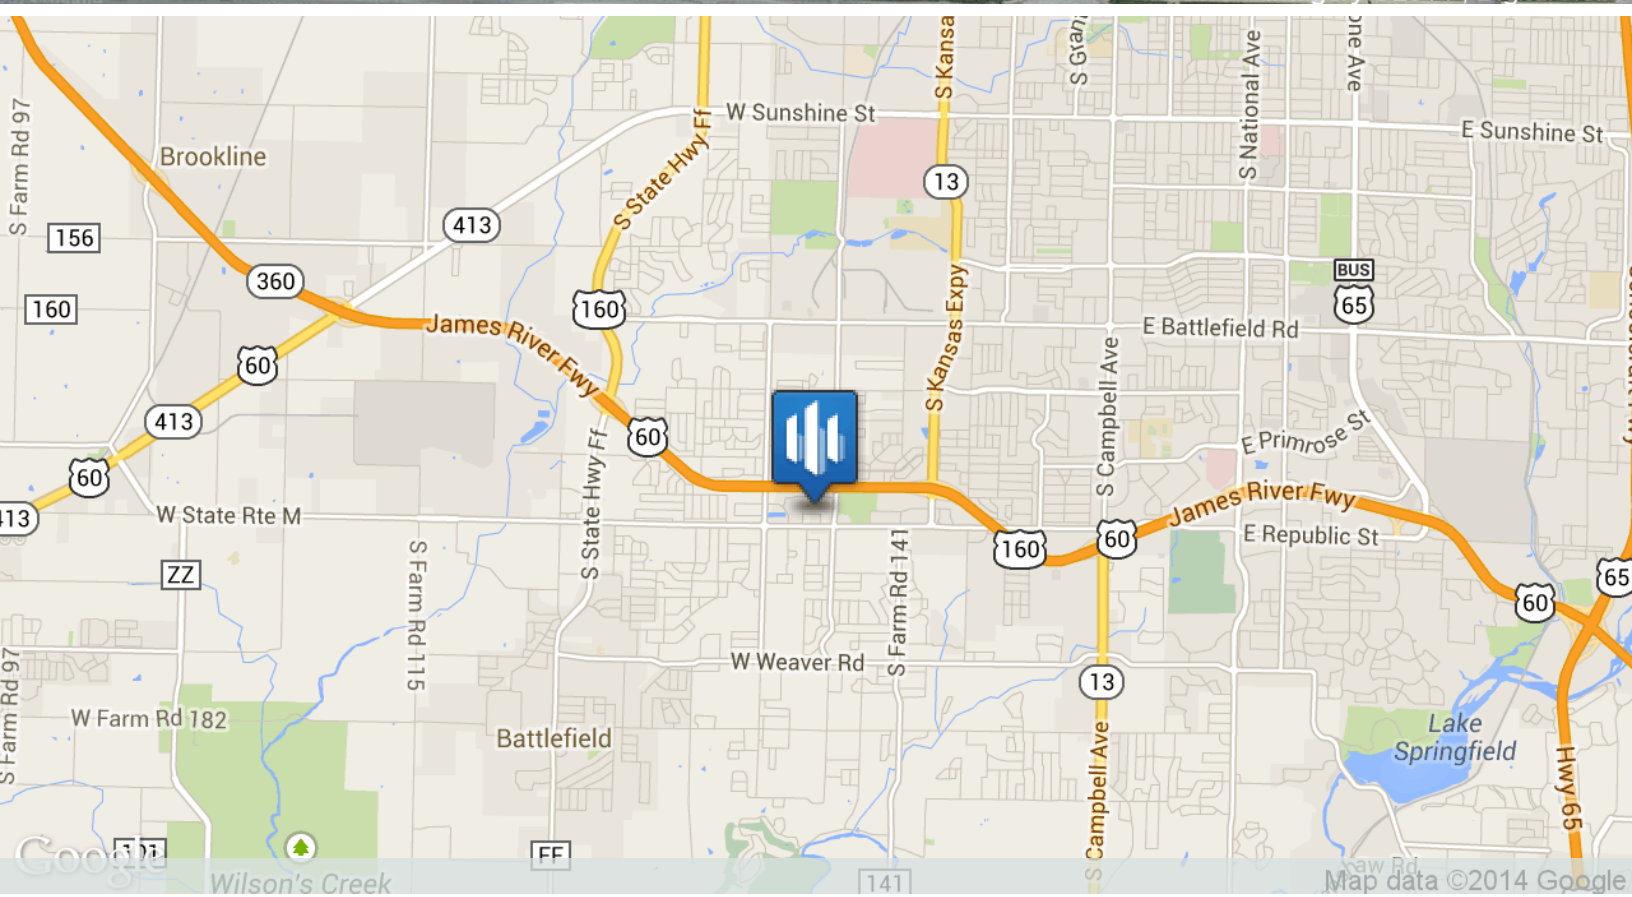 S Kansa
S Gran
S National Ave
one Ave
W Sunshine St
E Sunshine St
S Farm Rd 97
Brookline
S State Hwy Ff
13
413
156
360
BUS
65
160
160
James River Fwy
S Kansas Expy
E Battlefield Rd
60
S Campbell Ave
413
60
E Primrose St
60
S State Hwy Ff
James River Fwy
413
W State Rte M
160
60
E Republic St
S Farm Rd 115
S Farm Rd 141
ZZ
65
60
W Weaver Rd
S Farm Rd 97
13
W Farm Rd 182
Battlefield
Lake
Springfield
S Campbell Ave
Hwy 65
Google
FF
Wilson's Creek
141
Map data ©2014 Google